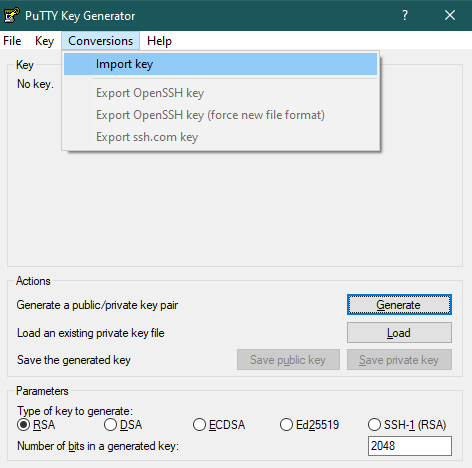 PuTTY Key Generator ? ×
File Key Conversions Help
Import key
Export OpenSSH key
Export OpenSSH key (force new file format)
Export ssh.com key
Key
No key.
Actions
Generate a public/private key pair Generate
Load an existing private key file Load
Save the generated key Save public key Save private key
Parameters
Type of key to generate:
RSA DSA ECDSA Ed25519 SSH-1 (RSA)
Number of bits in a generated key: 2048